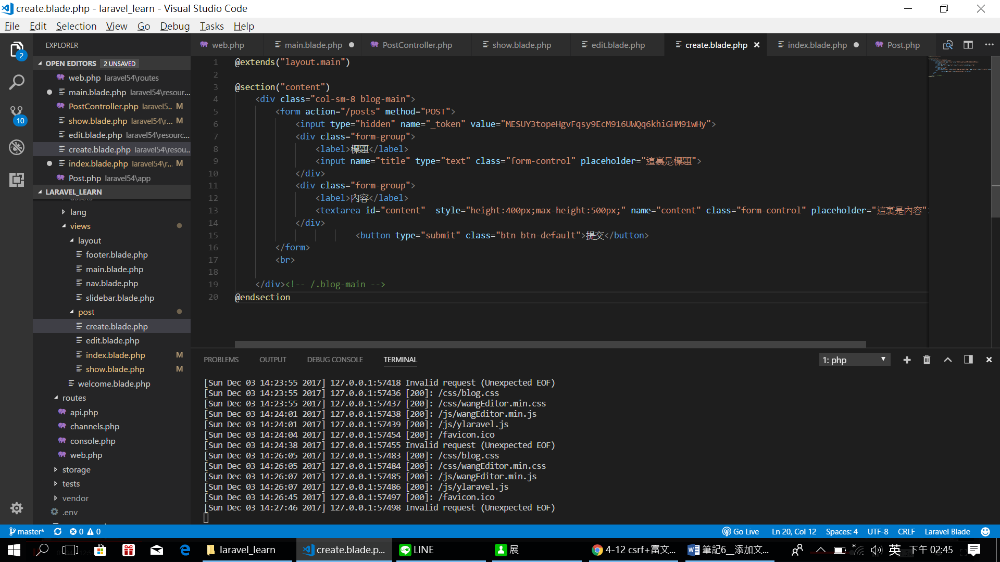 create.blade.php - laravel_learn - Visual Studio Code
File Edit Selection View Go Debug Tasks Help
EXPLORER
OPEN EDITORS 2 UNSAVED
web.php laravel54\routes
main.blade.php laravel54\resour...
PostController.php laravel5.. M
show.blade.php laravel54\r... M
edit.blade.php laravel54\resourc...
create.blade.php laravel54\resou..
index.blade.php laravel54\r... M
Post.php laravel54\app
LARAVEL_LEARN
lang
views
layout
footer.blade.php
main.blade.php
nav.blade.php
slidebar.blade.php
post
create.blade.php
edit.blade.php
index.blade.php M
show.blade.php M
welcome.blade.php
routes
api.php
channels.php
console.php
web.php
storage
tests
vendor
.env
2
10
web.php main.blade.php PostController.php show.blade.php edit.blade.php create.blade.php index.blade.php Post.php
1 @extends("layout.main")
2
3 @section("content")
4 <div class="col-sm-8 blog-main">
5 <form action="/posts" method="POST">
6 <input type="hidden" name="_token" value="MESUY3topeHgvFqsy9EcM916UWQq6khiGHM91wHy">
7 <div class="form-group">
8 <label>標題</label>
9 <input name="title" type="text" class="form-control" placeholder="這裏是標題">
10 </div>
11 <div class="form-group">
12 <label>內容</label>
13 <textarea id="content"  style="height:400px;max-height:500px;" name="content" class="form-control" placeholder="這裏是內容"
14 </div>
15 <button type="submit" class="btn btn-default">提交</button>
16 </form>
17 <br>
18
19 </div><!-- /.blog-main -->
20 @endsection
PROBLEMS OUTPUT DEBUG CONSOLE TERMINAL 1: php
[Sun Dec 03 14:23:55 2017] 127.0.0.1:57418 Invalid request (Unexpected EOF)
[Sun Dec 03 14:23:55 2017] 127.0.0.1:57436 [200]: /css/blog.css
[Sun Dec 03 14:23:55 2017] 127.0.0.1:57437 [200]: /css/wangEditor.min.css
[Sun Dec 03 14:24:01 2017] 127.0.0.1:57438 [200]: /js/wangEditor.min.js
[Sun Dec 03 14:24:01 2017] 127.0.0.1:57439 [200]: /js/ylaravel.js
[Sun Dec 03 14:24:04 2017] 127.0.0.1:57454 [200]: /favicon.ico
[Sun Dec 03 14:24:38 2017] 127.0.0.1:57455 Invalid request (Unexpected EOF)
[Sun Dec 03 14:26:05 2017] 127.0.0.1:57483 [200]: /css/blog.css
[Sun Dec 03 14:26:05 2017] 127.0.0.1:57484 [200]: /css/wangEditor.min.css
[Sun Dec 03 14:26:07 2017] 127.0.0.1:57485 [200]: /js/wangEditor.min.js
[Sun Dec 03 14:26:07 2017] 127.0.0.1:57486 [200]: /js/ylaravel.js
[Sun Dec 03 14:26:45 2017] 127.0.0.1:57497 [200]: /favicon.ico
[Sun Dec 03 14:27:46 2017] 127.0.0.1:57498 Invalid request (Unexpected EOF)
master* 0 0 Go Live Ln 20, Col 12 Spaces: 4 UTF-8 CRLF Laravel Blade
laravel_learn create.blade.p... LINE 展 4-12 csrf+富文... 筆記6__添加文... 英 下午 02:45